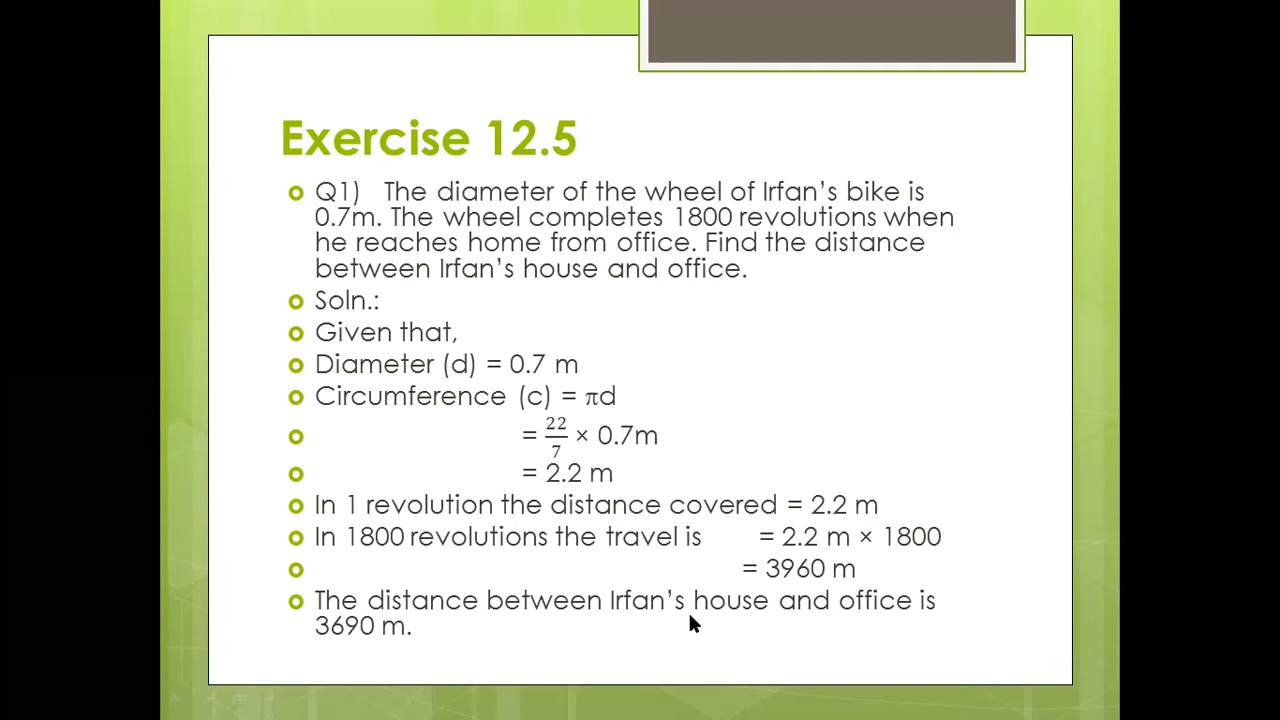 Exercise 12.5
Q1) The diameter of the wheel of Irfan's bike is
0.7m. The wheel completes 1800 revolutions when
he reaches home from office. Find the distance
between Irfan's house and office.
Soln.:
Given that,
Diameter (d) = 0.7 m
Circumference (c) = πd
= 22/7 × 0.7m
= 2.2 m
In 1 revolution the distance covered = 2.2 m
In 1800 revolutions the travel is = 2.2 m × 1800
= 3960 m
The distance between Irfan's house and office is
3690 m.